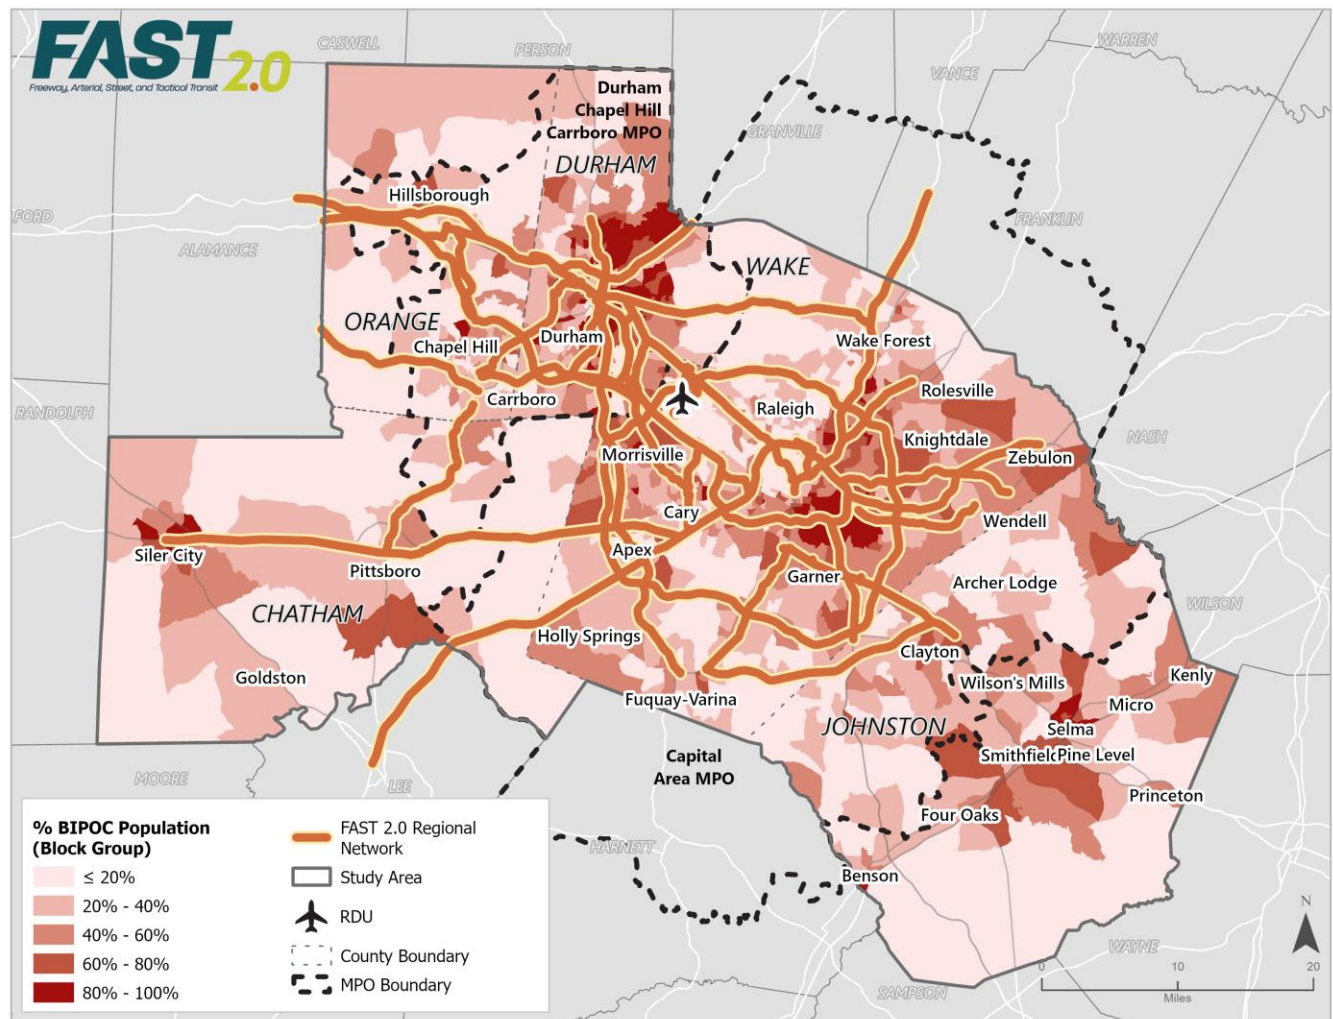 FAST 2.0
Freeway, Arterial, Street, and Tactical Transit
CASWELL
PERSON
WARREN
VANCE
GRANVILLE
FRANKLIN
FORD
ALAMANCE
RANDOLPH
NASH
WILSON
MOORE
LEE
HARNETT
WAYNE
SAMPSON
Durham
Chapel Hill
Carrboro MPO
DURHAM
Hillsborough
WAKE
ORANGE
Chapel Hill
Durham
Wake Forest
Carrboro
Raleigh
Rolesville
Knightdale
Zebulon
Morrisville
Cary
Wendell
Siler City
Pittsboro
Apex
Garner
Archer Lodge
CHATHAM
Holly Springs
Clayton
Goldston
Fuquay-Varina
Wilson's Mills
Kenly
Micro
JOHNSTON
Selma
Capital
Area MPO
Smithfield
Pine Level
Princeton
Four Oaks
Benson
% BIPOC Population
(Block Group)
≤ 20%
20% - 40%
40% - 60%
60% - 80%
80% - 100%
FAST 2.0 Regional
Network
Study Area
RDU
County Boundary
MPO Boundary
N
0 10 20
Miles